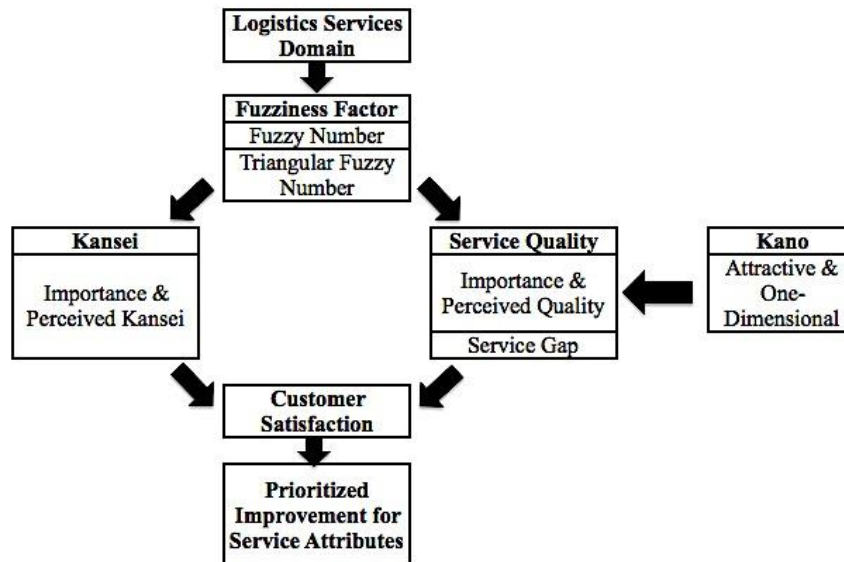 Logistics Services
Domain
Fuzziness Factor
Fuzzy Number
Triangular Fuzzy
Number
Kansei
Importance &
Perceived Kansei
Service Quality
Importance &
Perceived Quality
Service Gap
Kano
Attractive &
One-
Dimensional
Customer
Satisfaction
Prioritized
Improvement for
Service Attributes